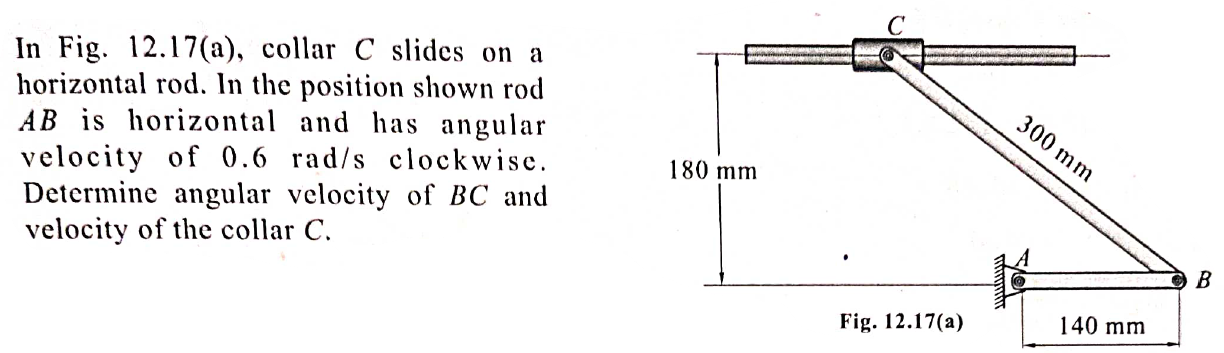 In Fig. 12.17(a), collar C slides on a
horizontal rod. In the position shown rod
AB is horizontal and has angular
velocity of 0.6 rad/s clockwise.
Determine angular velocity of BC and
velocity of the collar C.
C
300 mm
180 mm
A
B
Fig. 12.17(a)
140 mm